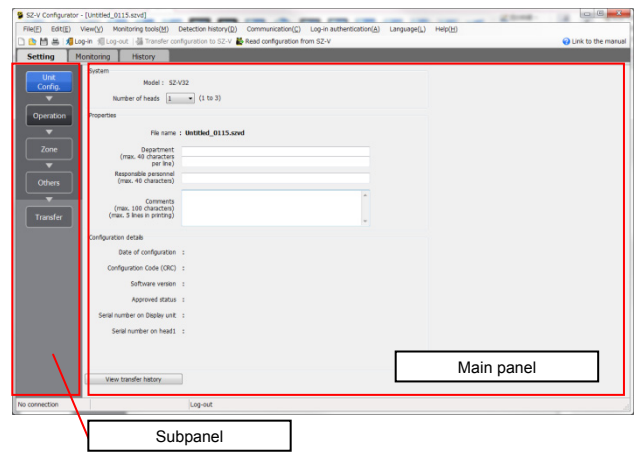 SZ-V Configurator - [Untitled_0115.szvd]
File(F) Edit(E) View(V) Monitoring tools(M) Detection history(D) Communication(C) Log-in authentication(A) Language(L) Help(H)
Log-in Log-out Transfer configuration to SZ-V Read configuration from SZ-V Link to the manual
Setting Monitoring History
Unit
Config.
Operation
Zone
Others
Transfer
System
Model : SZ-V32
Number of heads 1 (1 to 3)
Properties
File name : Untitled_0115.szvd
Department
(max. 40 characters
per line)
Responsible personnel
(max. 40 characters)
Comments
(max. 100 characters)
(max. 5 lines in printing)
Configuration details
Date of configuration :
Configuration Code (CRC) :
Software version :
Approved status :
Serial number on Display unit :
Serial number on head1 :
View transfer history
Main panel
No connection Log-out
Subpanel